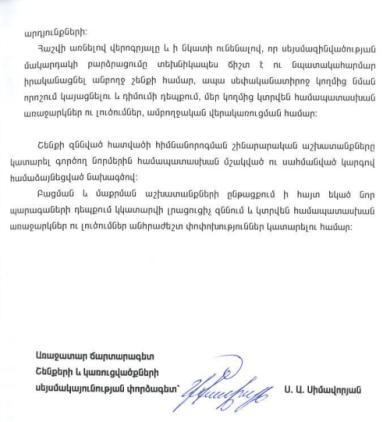 արդյունքների:
Հաշվի առնելով վերոգրյալը և ի նկատի ունենալով, որ սեյսմազինվածության
մակարդակի բարձրացումը տեխնիկապես ճիշտ է ու նպատակահարմար
իրականացնել ամբողջ շենքի համար, ապա սեփականատիրոջ կողմից նման
որոշում կայացնելու և դիմումի դեպքում, մեր կողմից կտրվեն համապատասխան
առաջարկներ ու լուծումներ, ամբողջական վերակառուցման համար:
Շենքի զննված հատվածի հիմնանորոգման շինարարական աշխատանքները
կատարել գործող նորմերին համապատասխան մշակված ու սահմանված կարգով
համաձայնեցված նախագծով:
Բացման և մաքրման աշխատանքների ընթացքում ի հայտ եկած նոր
պարագաների դեպքում կկատարվի լրացուցիչ զննում և կտրվեն համապատասխան
առաջարկներ ու լուծումներ անհրաժեշտ փոփոխություններ կատարելու համար:
Առաջատար ճարտարագետ
Շենքերի և կառուցվածքների
սեյսմակայունության փորձագետ՝ Ս. Ա. Սիմավորյան